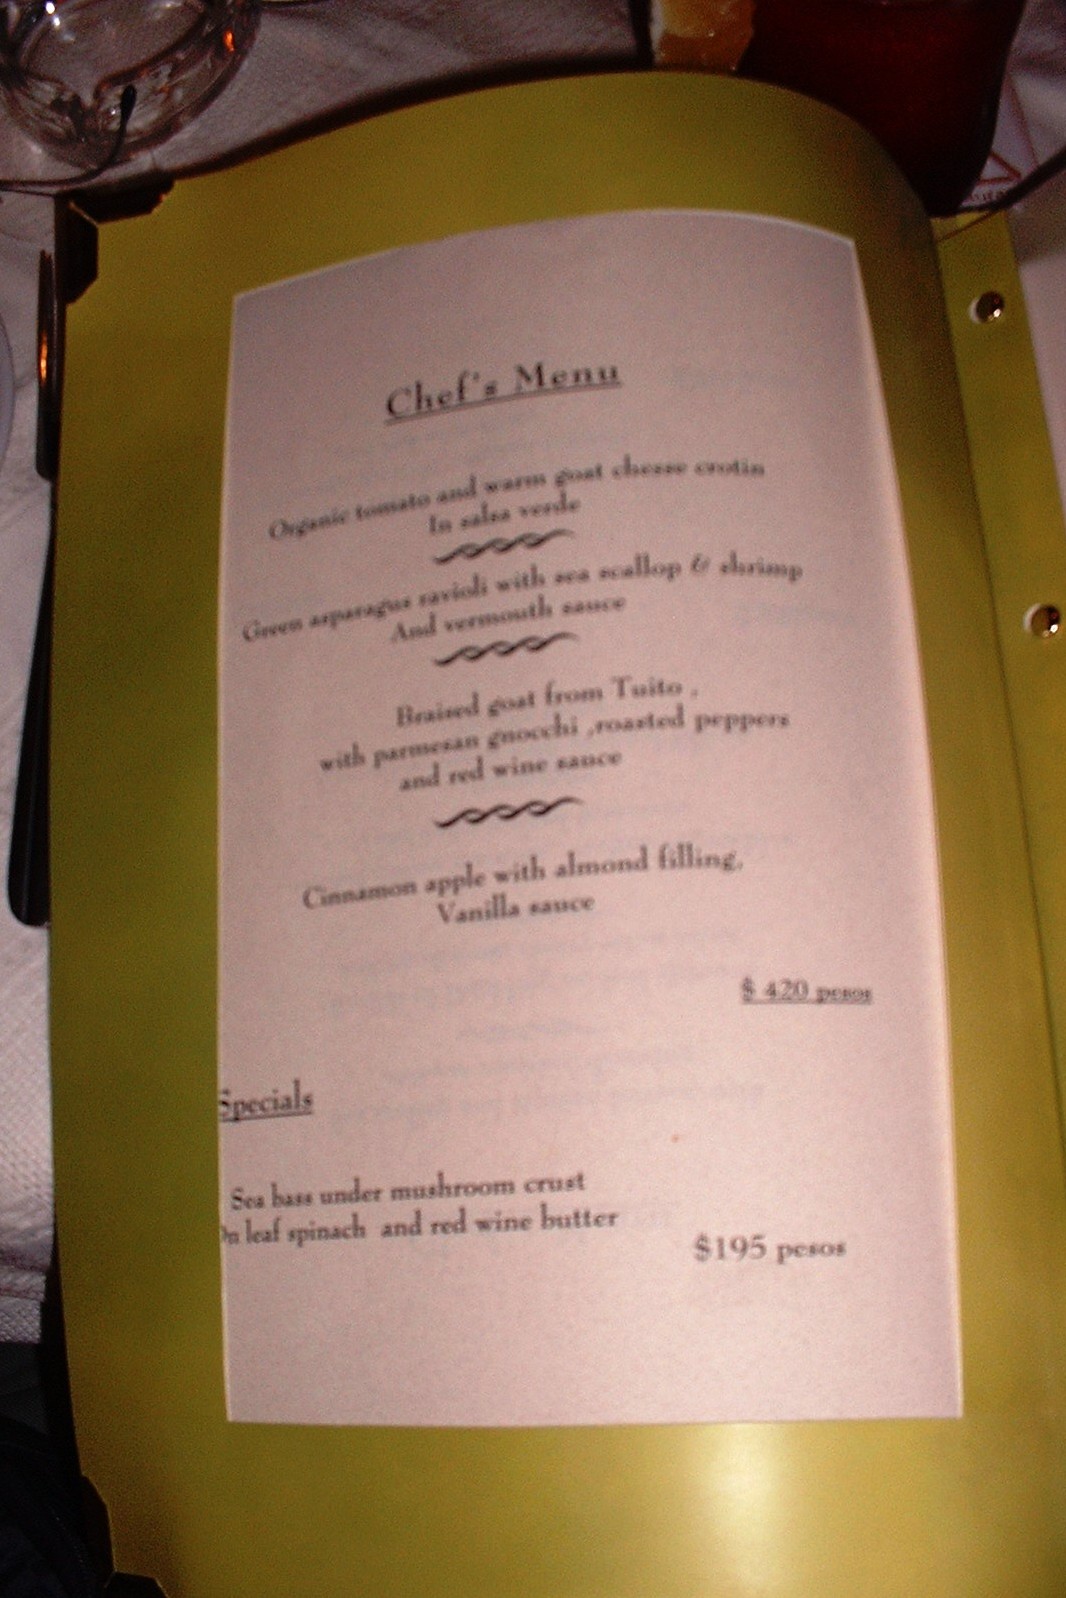 Chef's Menu
Organic tomato and warm goat cheese crotin
In salsa verde
Green asparagus ravioli with sea scallop & shrimp
And vermouth sauce
Braised goat from Tuito ,
with parmesan gnocchi ,roasted peppers
and red wine sauce
Cinnamon apple with almond filling,
Vanilla sauce
$ 420 pesos
Specials
Sea bass under mushroom crust
On leaf spinach and red wine butter
$195 pesos